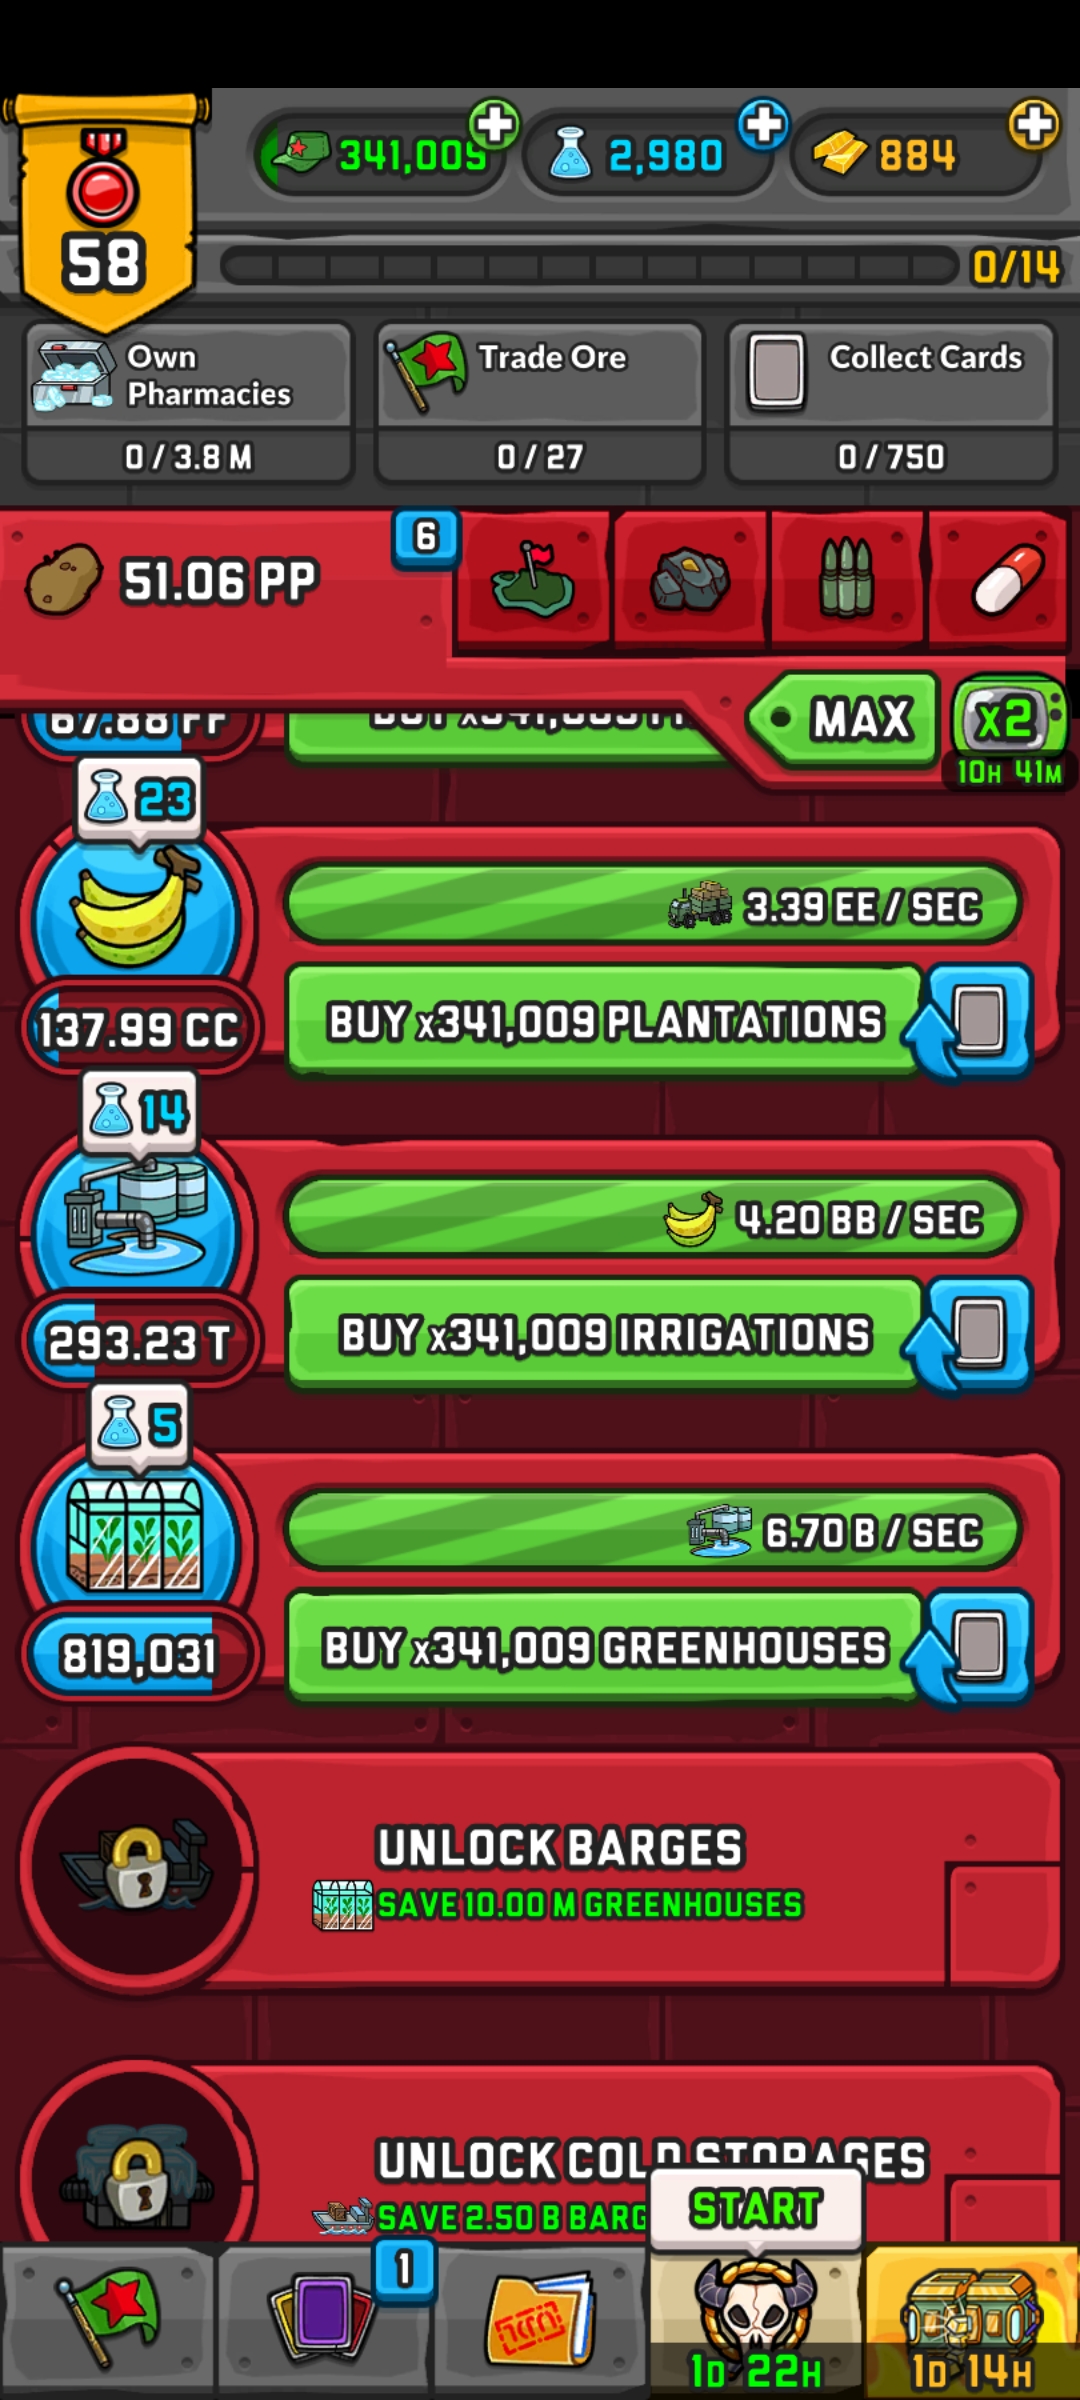 58
341,009
2,980
884
0/14
Own
Pharmacies
0 / 3.8 M
Trade Ore
0 / 27
Collect Cards
0 / 750
51.06 PP
6
MAX
x2
10H 41M
67.88 FF
23
3.39 EE / SEC
137.99 CC
BUY x341,009 PLANTATIONS
14
4.20 BB / SEC
293.23 T
BUY x341,009 IRRIGATIONS
5
6.70 B / SEC
819,031
BUY x341,009 GREENHOUSES
UNLOCK BARGES
SAVE 10.00 M GREENHOUSES
UNLOCK COLD STORAGES
SAVE 2.50 B BARG
START
1
1D 22H
1D 14H